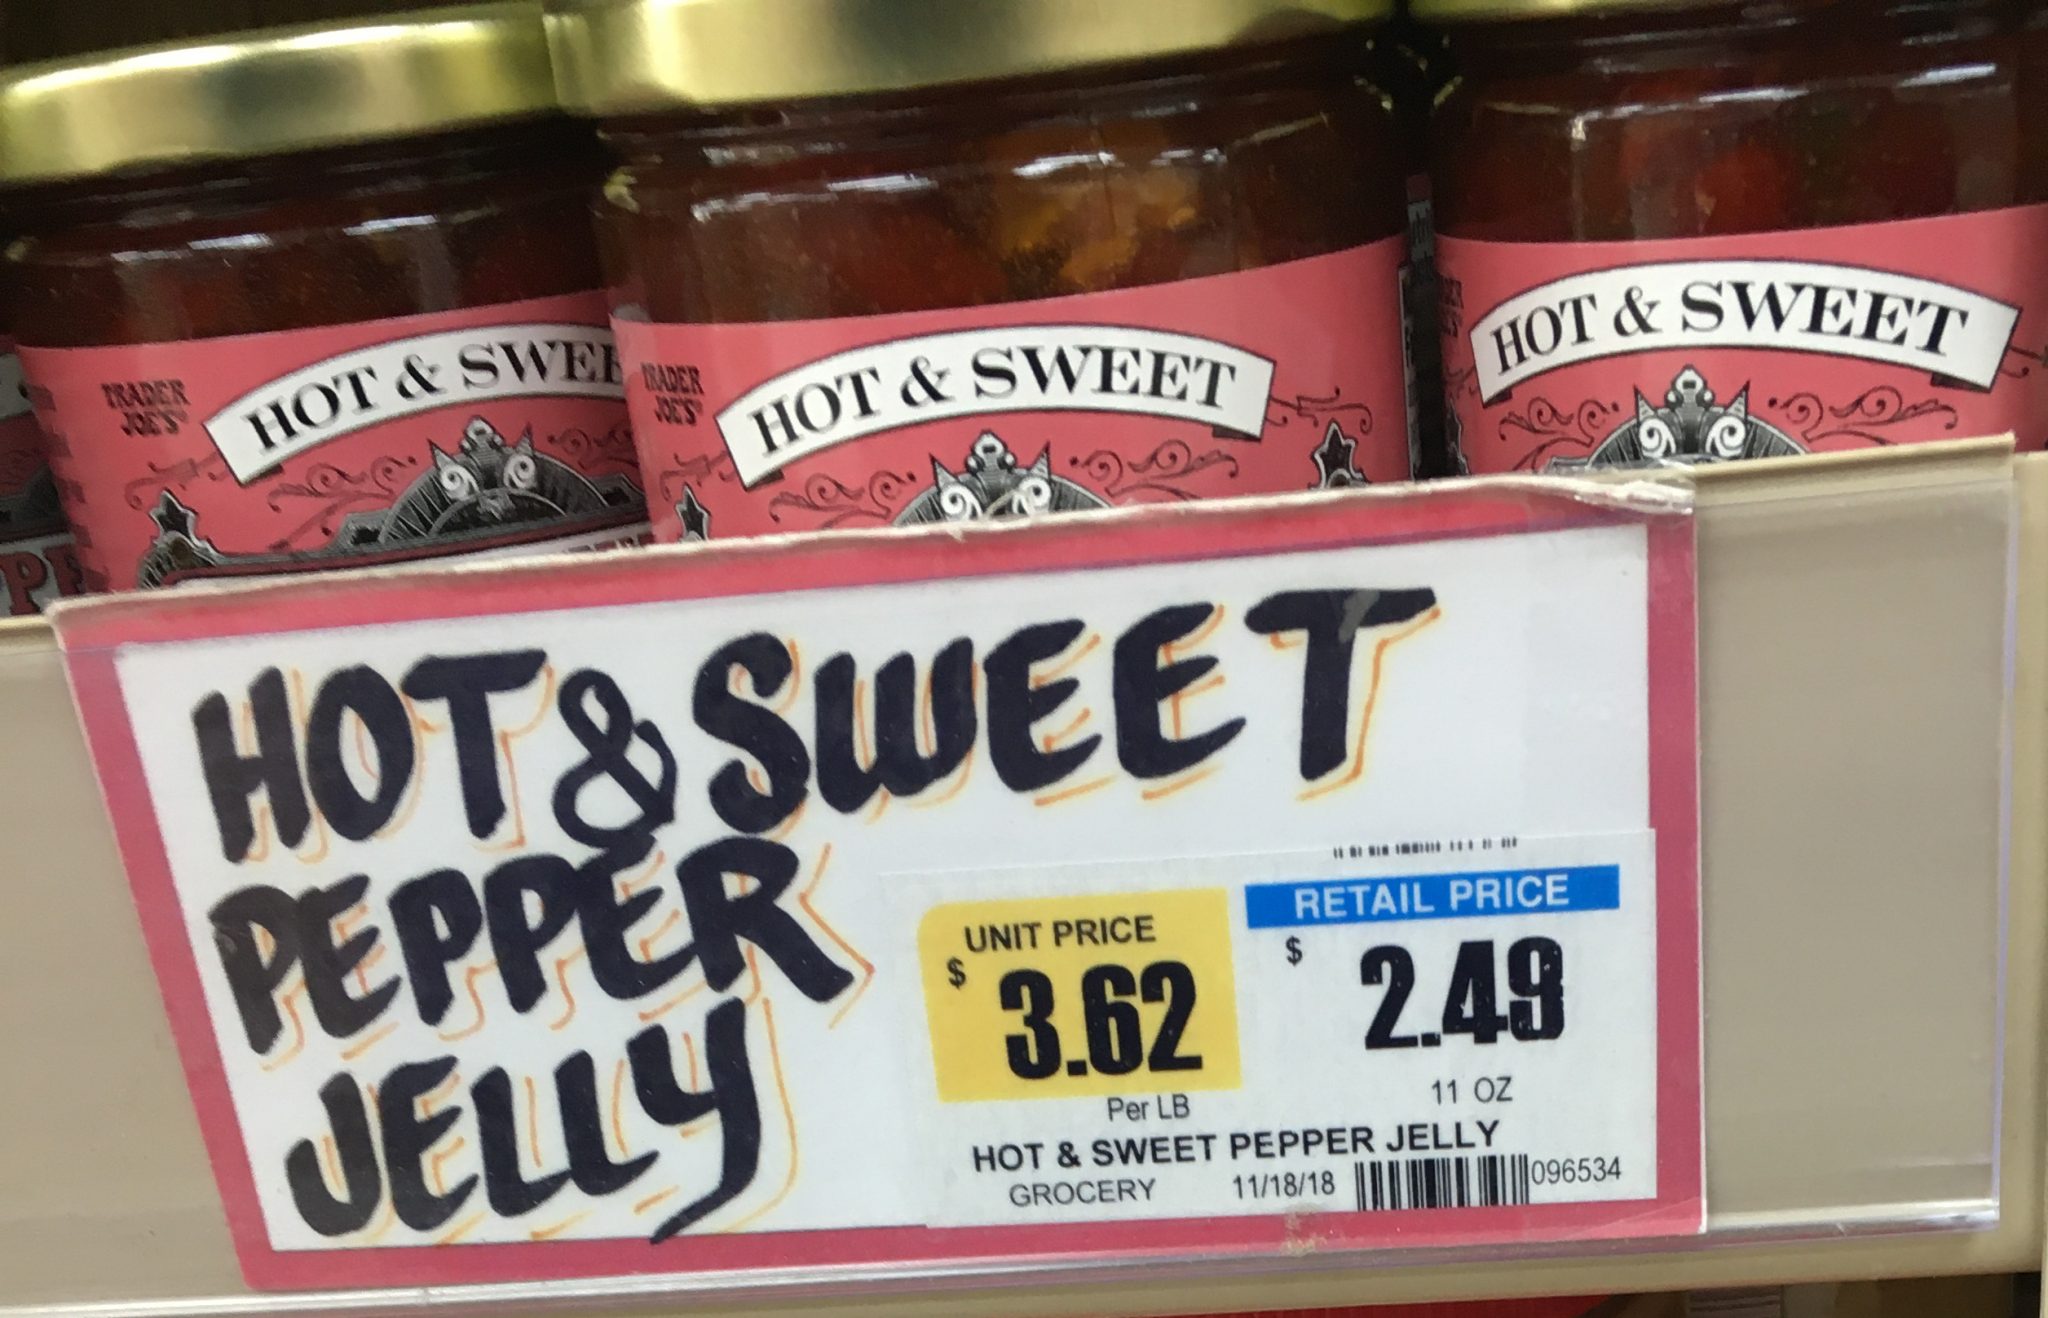 TRADER
JOE'S
HOT & SWEE
TRADER
JOE'S
HOT & SWEET
HOT & SWEET
HOT & SWEET
PEPPER
JELLY
UNIT PRICE
$ 3.62
Per LB
RETAIL PRICE
$ 2.49
11 OZ
HOT & SWEET PEPPER JELLY
GROCERY 11/18/18 096534